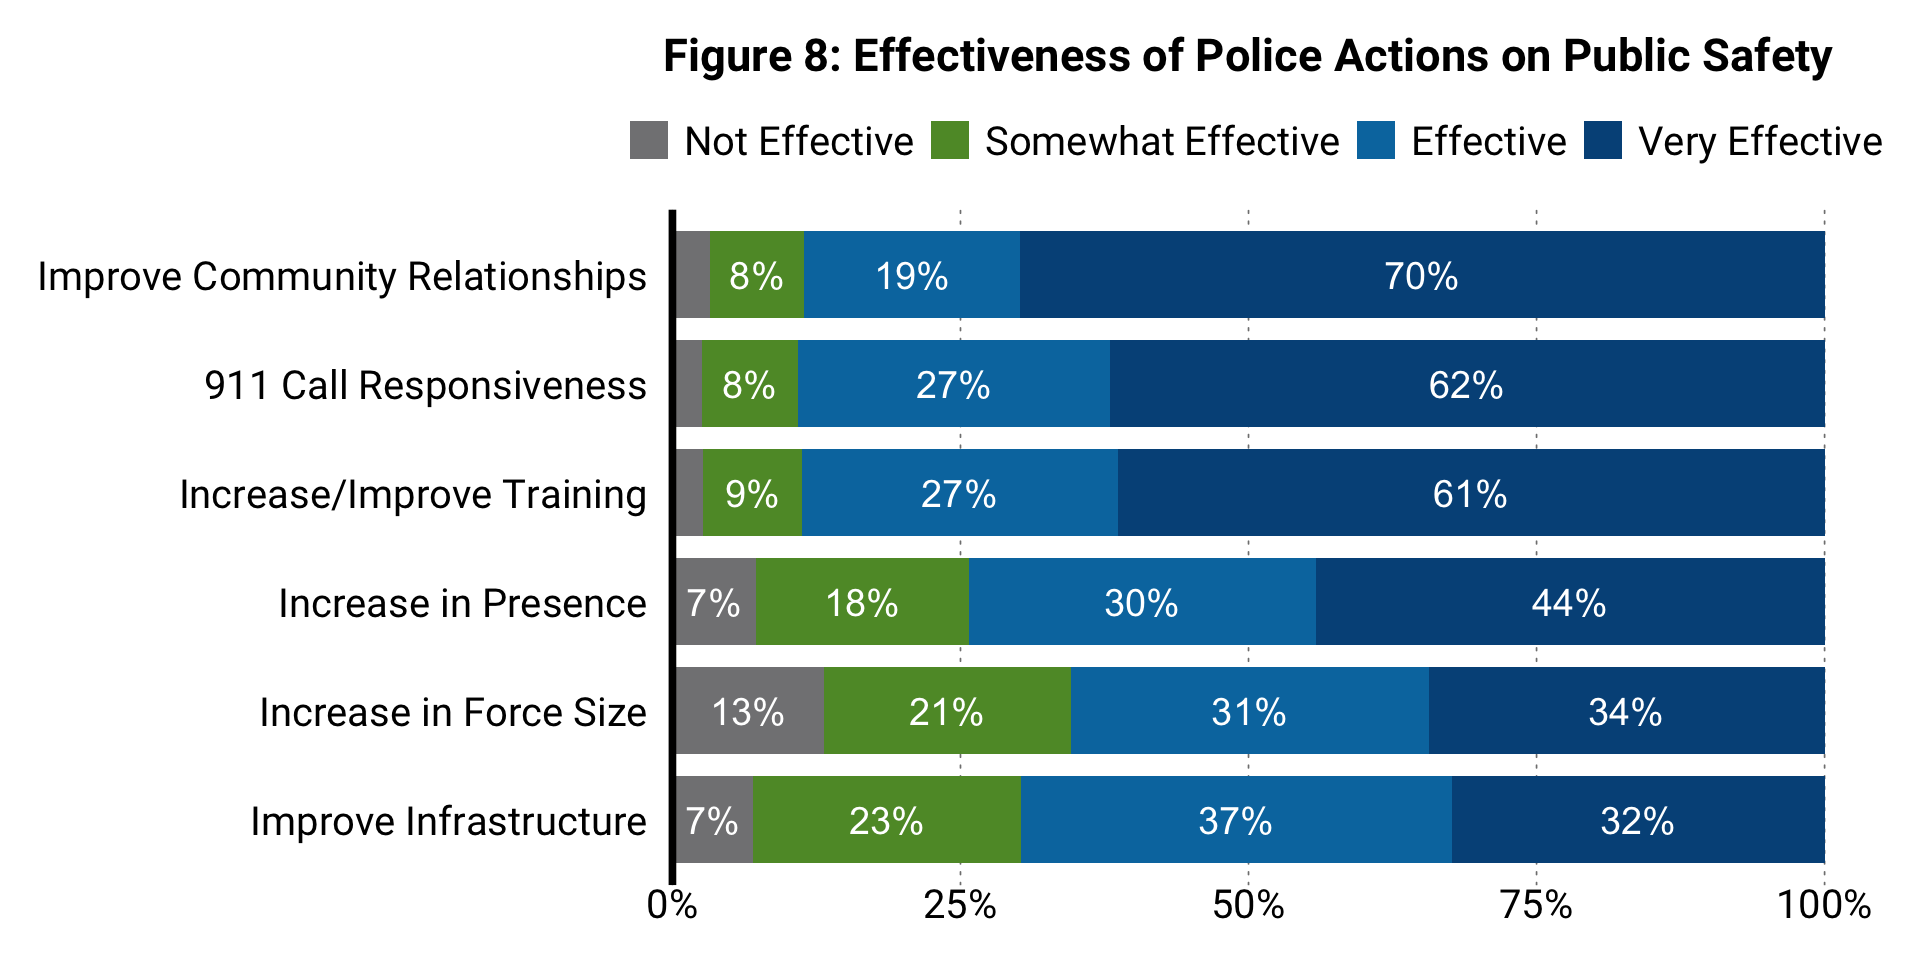 Figure 8: Effectiveness of Police Actions on Public Safety
Not Effective Somewhat Effective Effective Very Effective
Improve Community Relationships 8% 19% 70%
911 Call Responsiveness 8% 27% 62%
Increase/Improve Training 9% 27% 61%
Increase in Presence 7% 18% 30% 44%
Increase in Force Size 13% 21% 31% 34%
Improve Infrastructure 7% 23% 37% 32%
0% 25% 50% 75% 100%